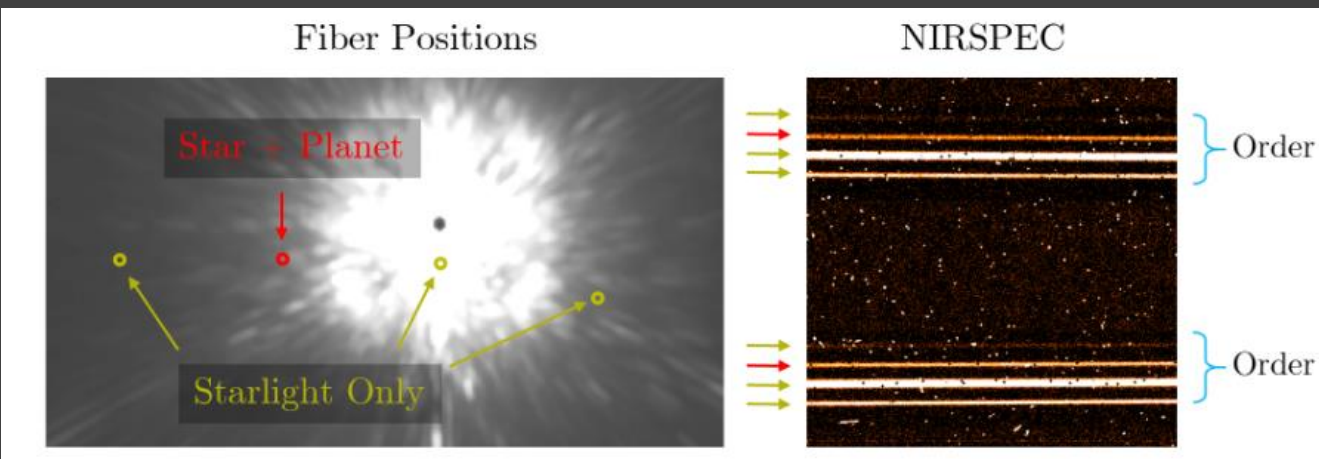 Fiber Positions
NIRSPEC
Star + Planet
Starlight Only
Order
Order